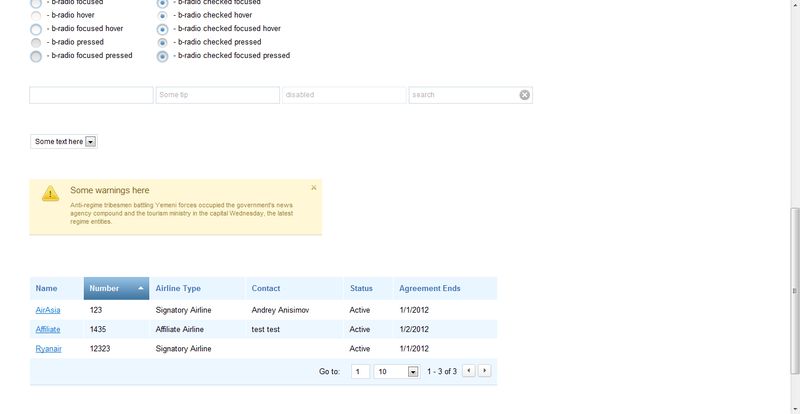 - b-radio focused - b-radio checked focused
- b-radio hover - b-radio checked hover
- b-radio focused hover - b-radio checked focused hover
- b-radio pressed - b-radio checked pressed
- b-radio focused pressed - b-radio checked focused pressed
Some tip disabled search
Some text here
Some warnings here
Anti-regime tribesmen battling Yemeni forces occupied the government's news
agency compound and the tourism ministry in the capital Wednesday, the latest
regime entities.
Name Number Airline Type Contact Status Agreement Ends
AirAsia 123 Signatory Airline Andrey Anisimov Active 1/1/2012
Affiliate 1435 Affiliate Airline test test Active 1/2/2012
Ryanair 12323 Signatory Airline Active 1/1/2012
Go to: 1 10 1 - 3 of 3